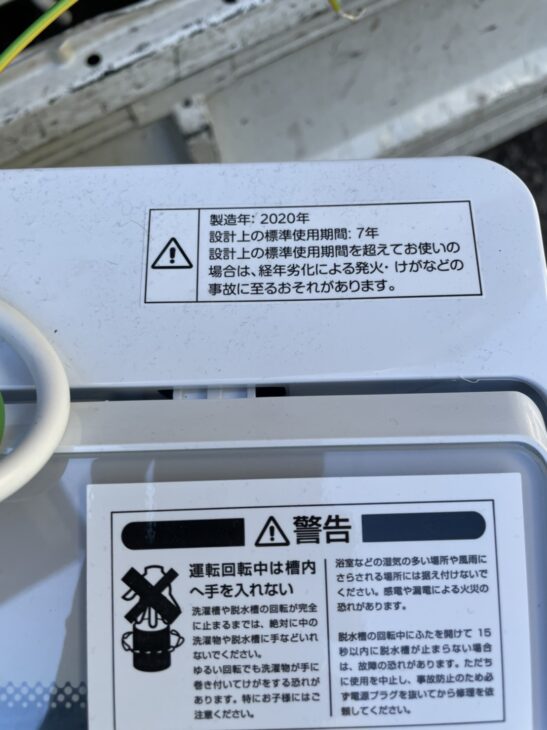 製造年: 2020年
設計上の標準使用期間: 7年
設計上の標準使用期間を超えてお使いの
場合は、経年劣化による発火・けがなどの
事故に至るおそれがあります。
警告
運転回転中は槽内
へ手を入れない
洗濯槽や脱水槽の回転が完全
に止まるまでは、絶対に中の
洗濯物や脱水槽に手などいれ
ないでください。
ゆるい回転でも洗濯物が手に
巻き付いてけがをする恐れが
あります。特にお子様にはご
注意ください。
浴室などの湿気の多い場所や風雨に
さらされる場所には据え付けないで
ください。感電や漏電による火災の
恐れがあります。
脱水槽の回転中にふたを開けて 15
秒以内に脱水槽が止まらない場合
は、故障の恐れがあります。ただち
に使用を中止し、事故防止のため必
ず電源プラグを抜いてから修理を依
頼してください。